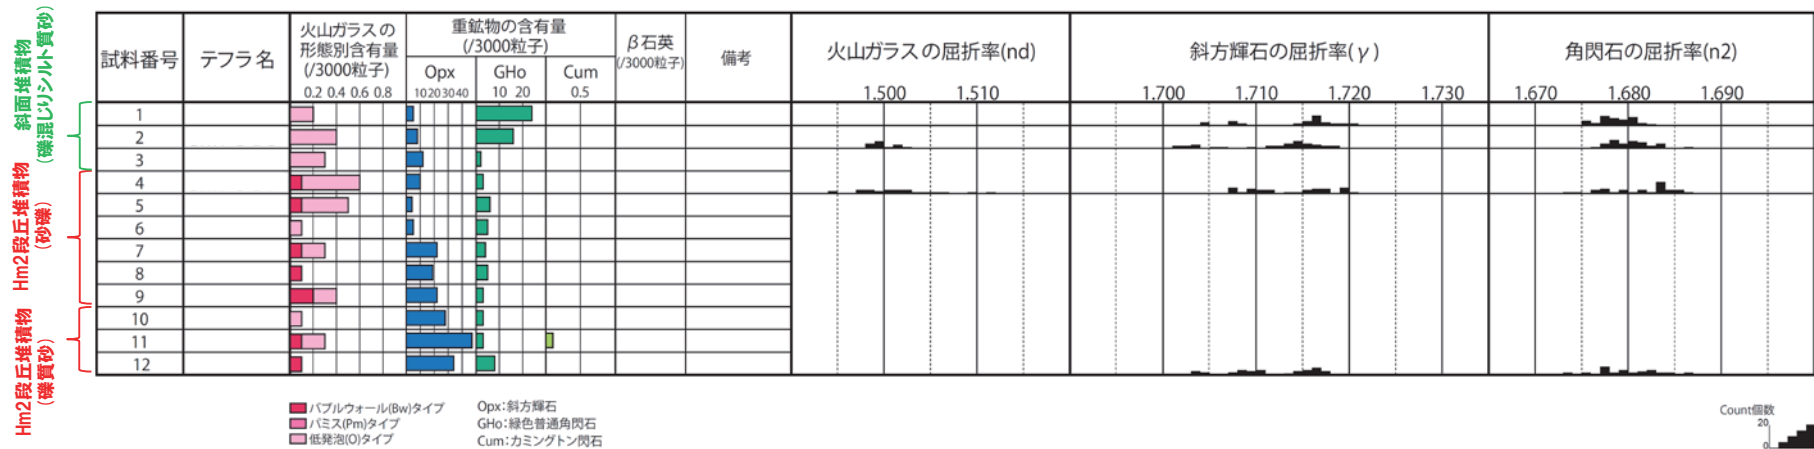 斜面堆積物
(礫混じりシルト質砂)
Hm2段丘堆積物
(砂礫)
Hm2段丘堆積物
(礫質砂)
試料番号
テフラ名
火山ガラスの
形態別含有量
(/3000粒子)
0.2 0.4 0.6 0.8
重鉱物の含有量
(/3000粒子)
Opx
GHo
Cum
10 20 30 40
10 20
0.5
β石英
(/3000粒子)
備考
火山ガラスの屈折率(nd)
1.500 1.510
斜方輝石の屈折率(γ)
1.700 1.710 1.720 1.730
角閃石の屈折率(n2)
1.670 1.680 1.690
1
2
3
4
5
6
7
8
9
10
11
12
バブルウォール(Bw)タイプ
パミス(Pm)タイプ
低発泡(O)タイプ
Opx:斜方輝石
GHo:緑色普通角閃石
Cum:カミングトン閃石
Count個数
20
0